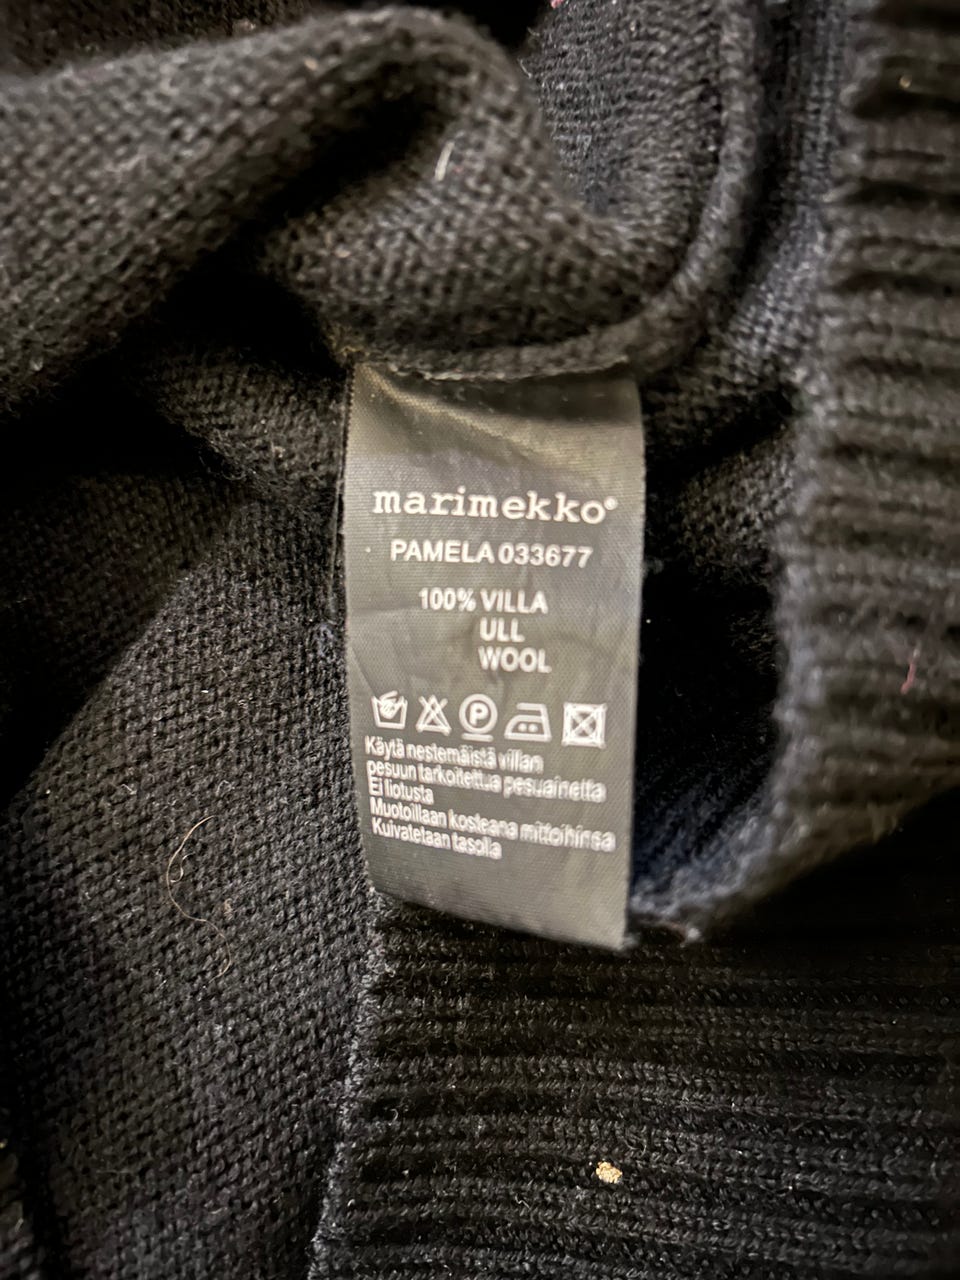 marimekko®
PAMELA 033677
100% VILLA
ULL
WOOL
P
Käytä nestemäistä villan
pesuun tarkoitettua pesuainetta
Ei liotusta
Muotoillaan kosteana mittoihinsa
Kuivatetaan tasolla